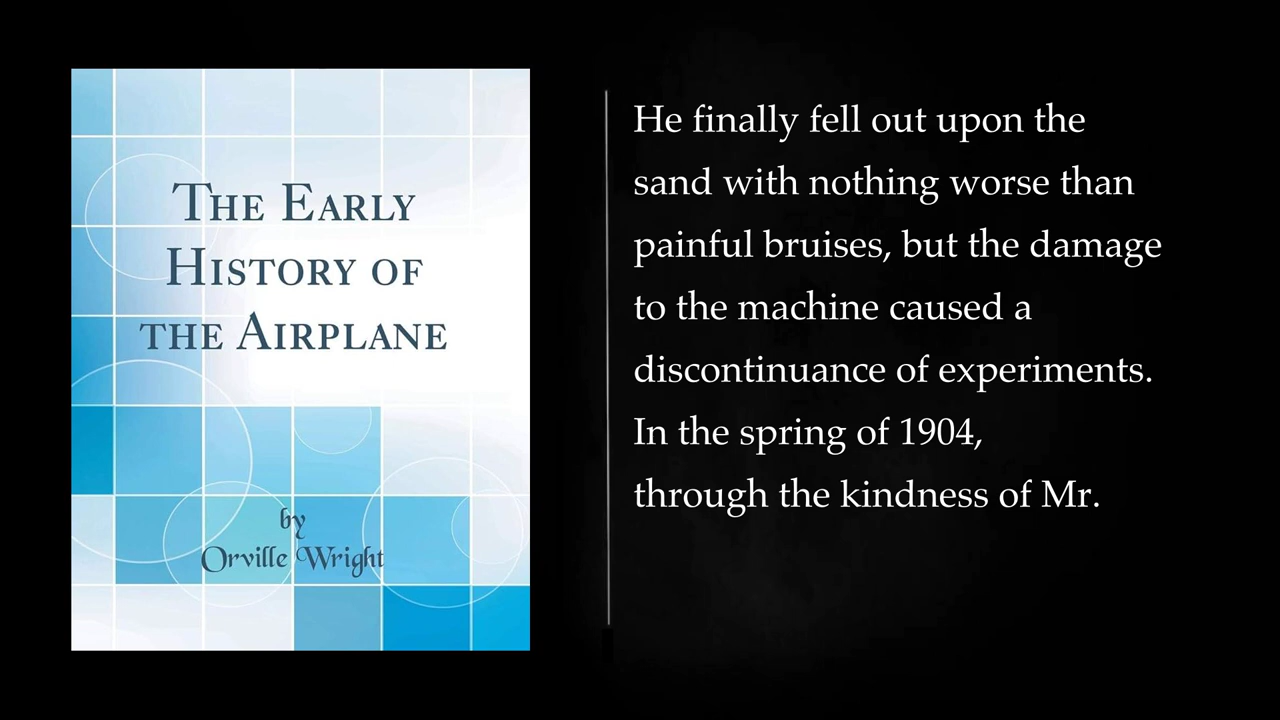 The Early
History of
the Airplane
by
Orville Wright
He finally fell out upon the
sand with nothing worse than
painful bruises, but the damage
to the machine caused a
discontinuance of experiments.
In the spring of 1904,
through the kindness of Mr.